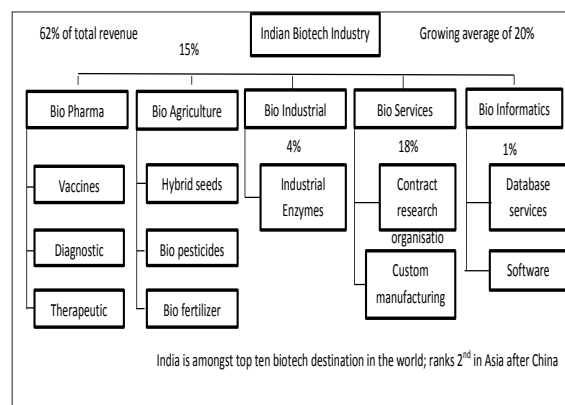 62% of total revenue
Indian Biotech Industry
Growing average of 20%
15%
Bio Pharma
Bio Agriculture
Bio Industrial
Bio Services
Bio Informatics
4%
18%
1%
Vaccines
Hybrid seeds
Industrial
Enzymes
Contract
research
organisatio
Database
services
Diagnostic
Bio pesticides
Custom
manufacturing
Software
Therapeutic
Bio fertilizer
India is amongst top ten biotech destination in the world; ranks 2nd in Asia after China